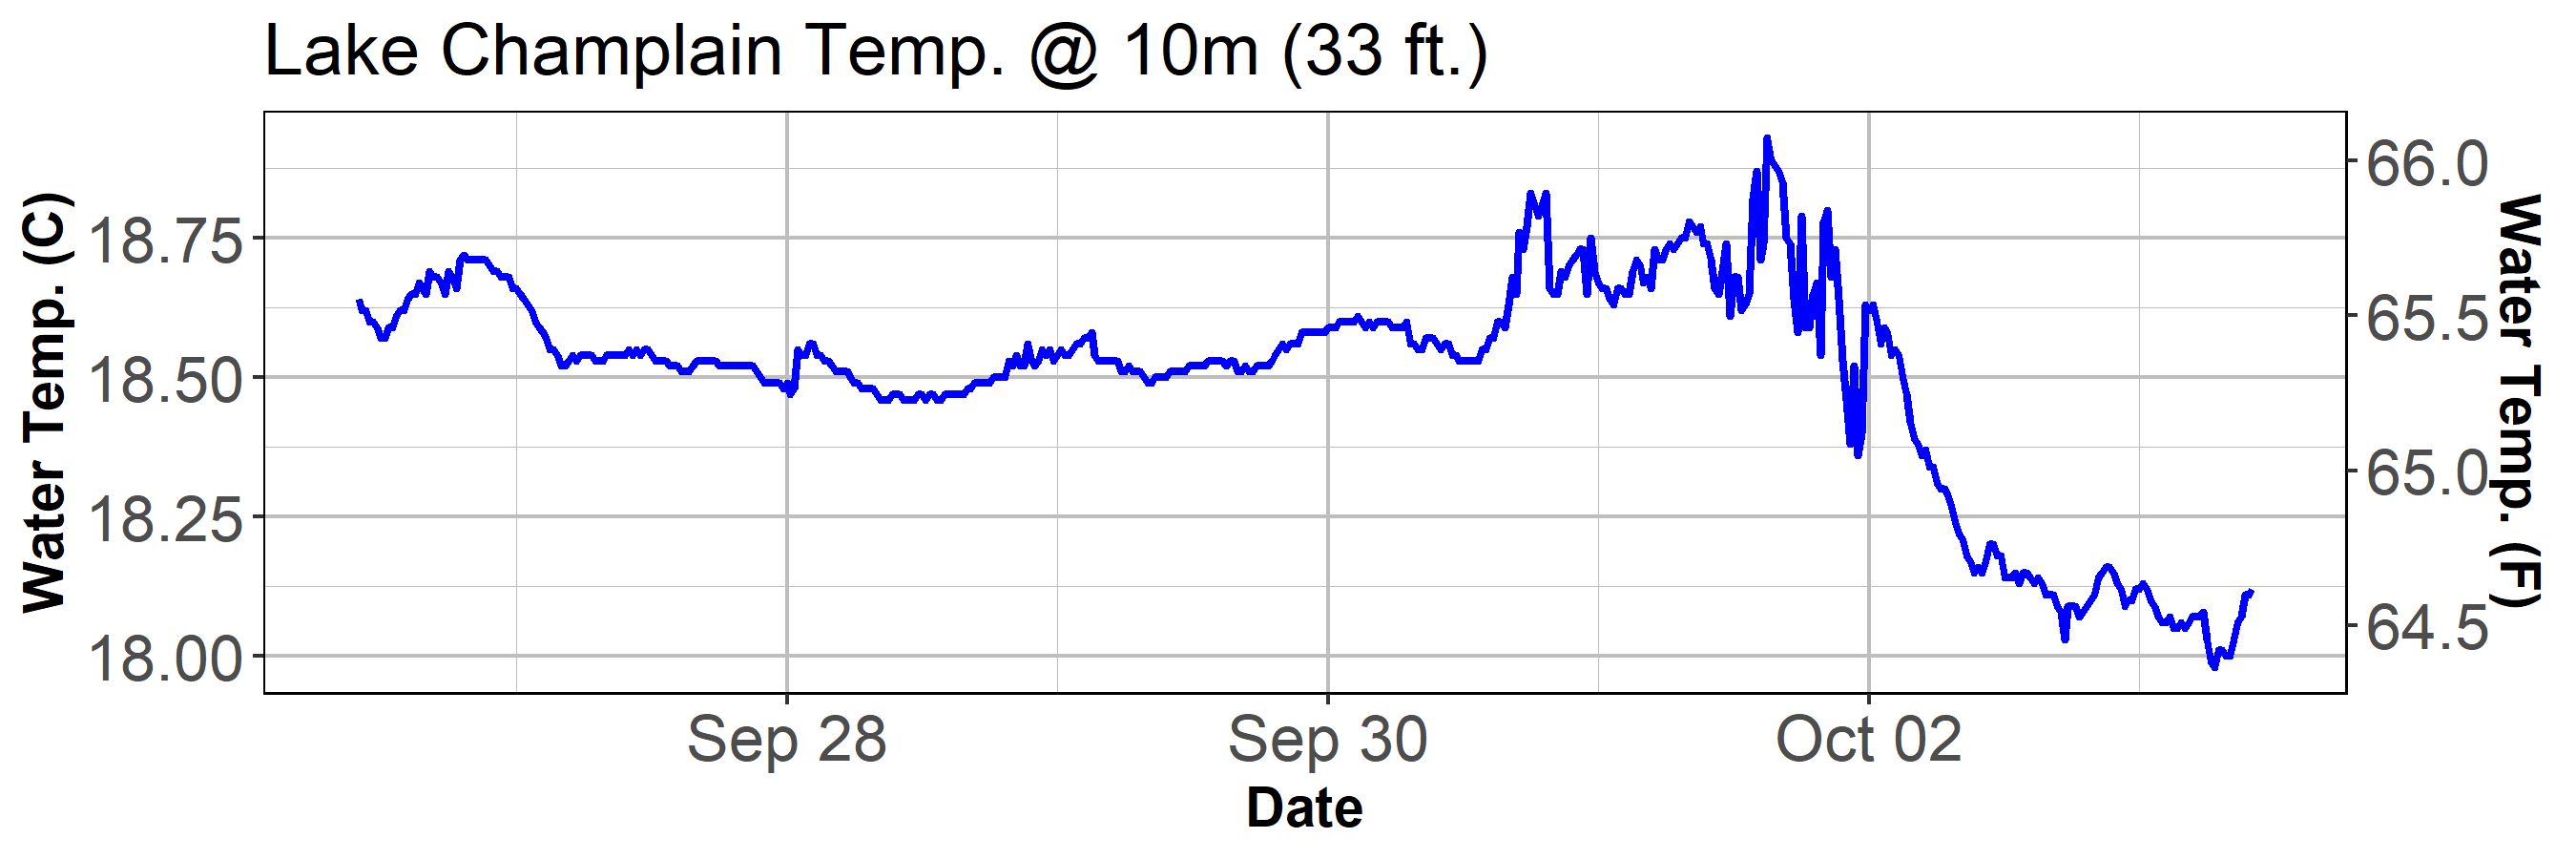 Lake Champlain Temp. @ 10m (33 ft.)
Water Temp. (C)
18.75
18.50
18.25
18.00
66.0
65.5
65.0
64.5
Water Temp. (F)
Sep 28
Sep 30
Oct 02
Date